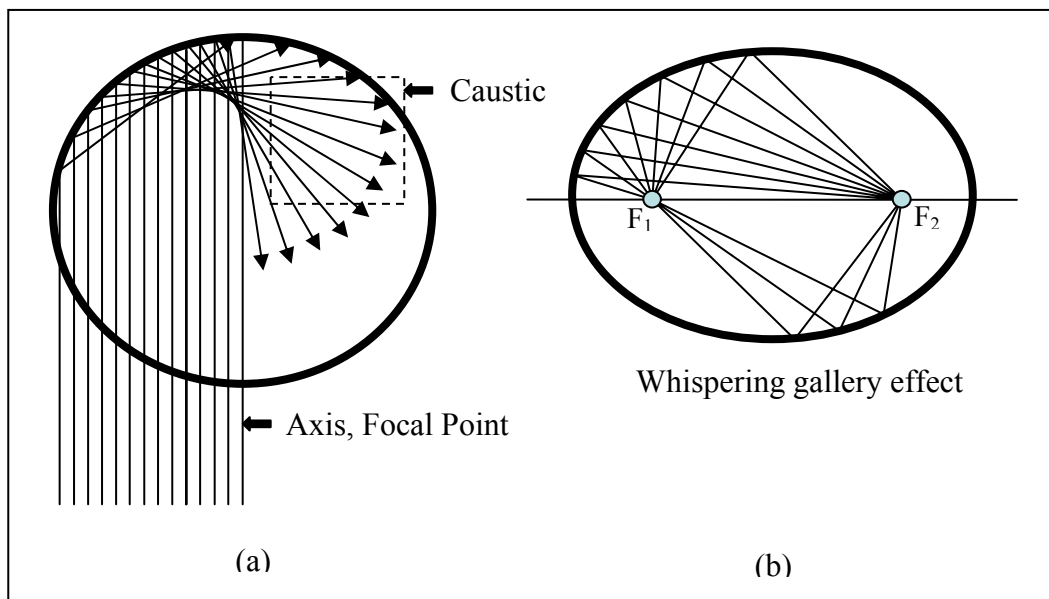 Caustic
Axis, Focal Point
(a)
F₁
F₂
Whispering gallery effect
(b)